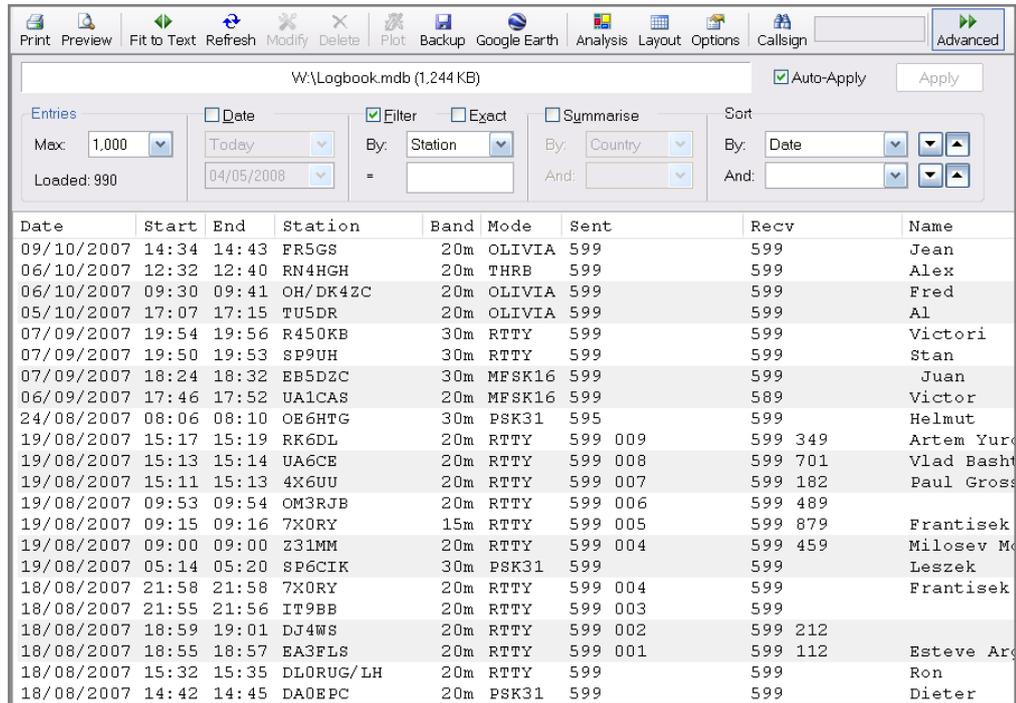 Print Preview Fit to Text Refresh Modify Delete Plot Backup Google Earth Analysis Layout Options Callsign Advanced
W:\Logbook.mdb (1,244 KB) Auto-Apply Apply
Entries Date Filter Exact Summarise Sort
Max: 1,000 Today By: Station By: Country By: Date
Loaded: 990 04/05/2008 = And: And:
Date Start End Station Band Mode Sent Recv Name
09/10/2007 14:34 14:43 FR5GS 20m OLIVIA 599 599 Jean
06/10/2007 12:32 12:40 RN4HGH 20m THRB 599 599 Alex
06/10/2007 09:30 09:41 OH/DK4ZC 20m OLIVIA 599 599 Fred
05/10/2007 17:07 17:15 TU5DR 20m OLIVIA 599 599 Al
07/09/2007 19:54 19:56 R450KB 30m RTTY 599 599 Victori
07/09/2007 19:50 19:53 SP9UH 30m RTTY 599 599 Stan
07/09/2007 18:24 18:32 EB5DZC 30m MFSK16 599 599 Juan
06/09/2007 17:46 17:52 UA1CAS 20m MFSK16 599 589 Victor
24/08/2007 08:06 08:10 OE6HTG 30m PSK31 595 599 Helmut
19/08/2007 15:17 15:19 RK6DL 20m RTTY 599 009 599 349 Artem Yuro
19/08/2007 15:13 15:14 UA6CE 20m RTTY 599 008 599 701 Vlad Basht
19/08/2007 15:11 15:13 4X6UU 20m RTTY 599 007 599 182 Paul Gross
19/08/2007 09:53 09:54 OM3RJB 20m RTTY 599 006 599 489
19/08/2007 09:15 09:16 7X0RY 15m RTTY 599 005 599 879 Frantisek
19/08/2007 09:00 09:00 Z31MM 20m RTTY 599 004 599 459 Milosev Mo
19/08/2007 05:14 05:20 SP6CIK 30m PSK31 599 599 Leszek
18/08/2007 21:58 21:58 7X0RY 20m RTTY 599 004 599 Frantisek
18/08/2007 21:55 21:56 IT9BB 20m RTTY 599 003 599
18/08/2007 18:59 19:01 DJ4WS 20m RTTY 599 002 599 212
18/08/2007 18:55 18:57 EA3FLS 20m RTTY 599 001 599 112 Esteve Arg
18/08/2007 15:32 15:35 DL0RUG/LH 20m RTTY 599 599 Ron
18/08/2007 14:42 14:45 DA0EPC 20m PSK31 599 599 Dieter